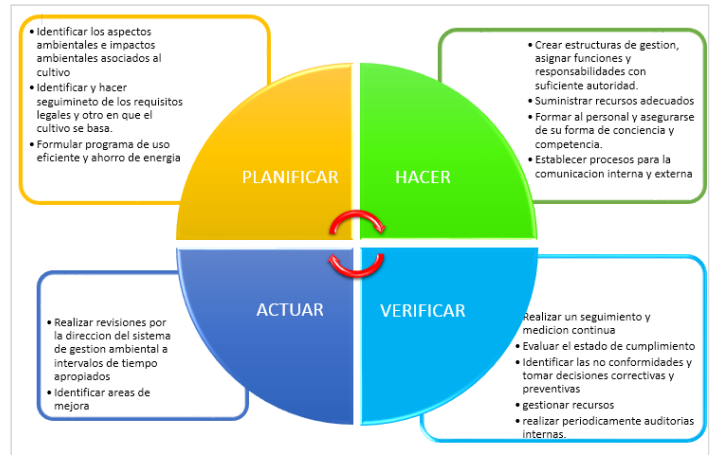 • Identificar los aspectos
ambientales e impactos
ambientales asociados al
cultivo
• Identificar y hacer
seguimineto de los requisitos
legales y otro en que el
cultivo se basa.
• Formular programa de uso
eficiente y ahorro de energia
• Crear estructuras de gestion,
asignar funciones y
responsabilidades con
suficiente autoridad.
• Suministrar recursos adecuados
• Formar al personal y asegurarse
de su forma de conciencia y
competencia.
• Establecer procesos para la
comunicacion interna y externa
PLANIFICAR
HACER
ACTUAR
VERIFICAR
• Realizar revisiones por
la direccion del sistema
de gestion ambiental a
intervalos de tiempo
apropiados
• Identificar areas de
mejora
Realizar un seguimiento y
medicion continua
• Evaluar el estado de cumplimiento
• Identificar las no conformidades y
tomar decisiones correctivas y
preventivas
• gestionar recursos
• realizar periodicamente auditorias
internas.